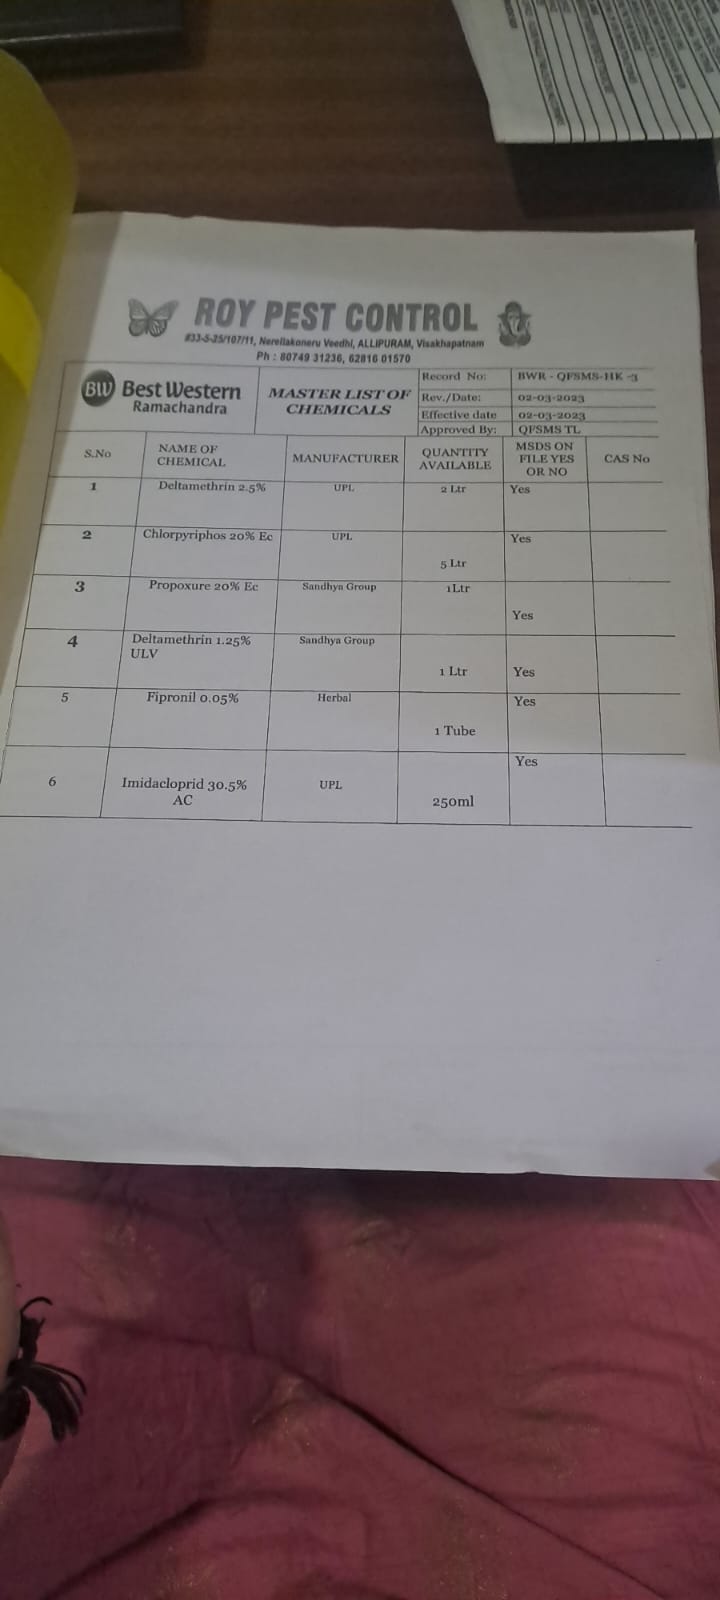 ROY PEST CONTROL
#33-5-25/107/11, Nerellakoneru Veedhi, ALLIPURAM, Visakhapatnam
Ph : 80749 31236, 62816 01570
BW Best Western
Ramachandra
MASTER LIST OF
CHEMICALS
Record No: BWR - QFSMS-HK -3
Rev./Date: 02-03-2023
Effective date 02-03-2023
Approved By: QFSMS TL
S.No NAME OF CHEMICAL MANUFACTURER QUANTITY AVAILABLE MSDS ON FILE YES OR NO CAS No
1 Deltamethrin 2.5% UPL 2 Ltr Yes
2 Chlorpyriphos 20% Ec UPL 5 Ltr Yes
3 Propoxure 20% Ec Sandhya Group 1Ltr Yes
4 Deltamethrin 1.25% ULV Sandhya Group 1 Ltr Yes
5 Fipronil 0.05% Herbal 1 Tube Yes
6 Imidacloprid 30.5% AC UPL 250ml Yes